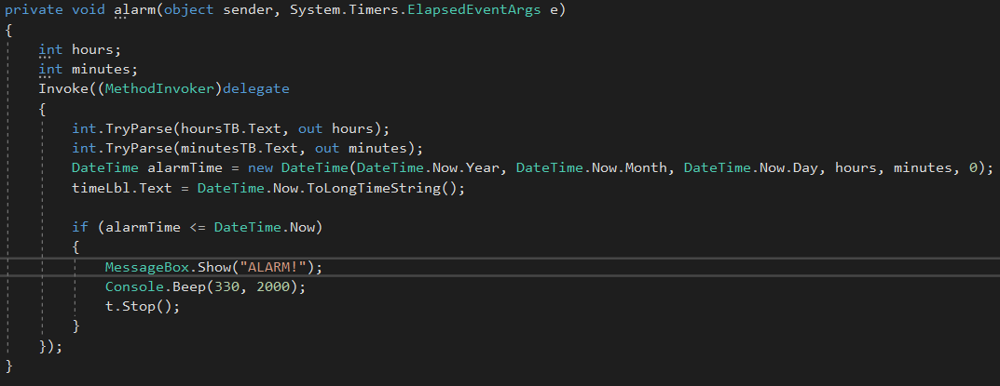 private void alarm(object sender, System.Timers.ElapsedEventArgs e)
{
    int hours;
    int minutes;
    Invoke((MethodInvoker)delegate
    {
        int.TryParse(hoursTB.Text, out hours);
        int.TryParse(minutesTB.Text, out minutes);
        DateTime alarmTime = new DateTime(DateTime.Now.Year, DateTime.Now.Month, DateTime.Now.Day, hours, minutes, 0);
        timeLbl.Text = DateTime.Now.ToLongTimeString();

        if (alarmTime <= DateTime.Now)
        {
            MessageBox.Show("ALARM!");
            Console.Beep(330, 2000);
            t.Stop();
        }
    });
}